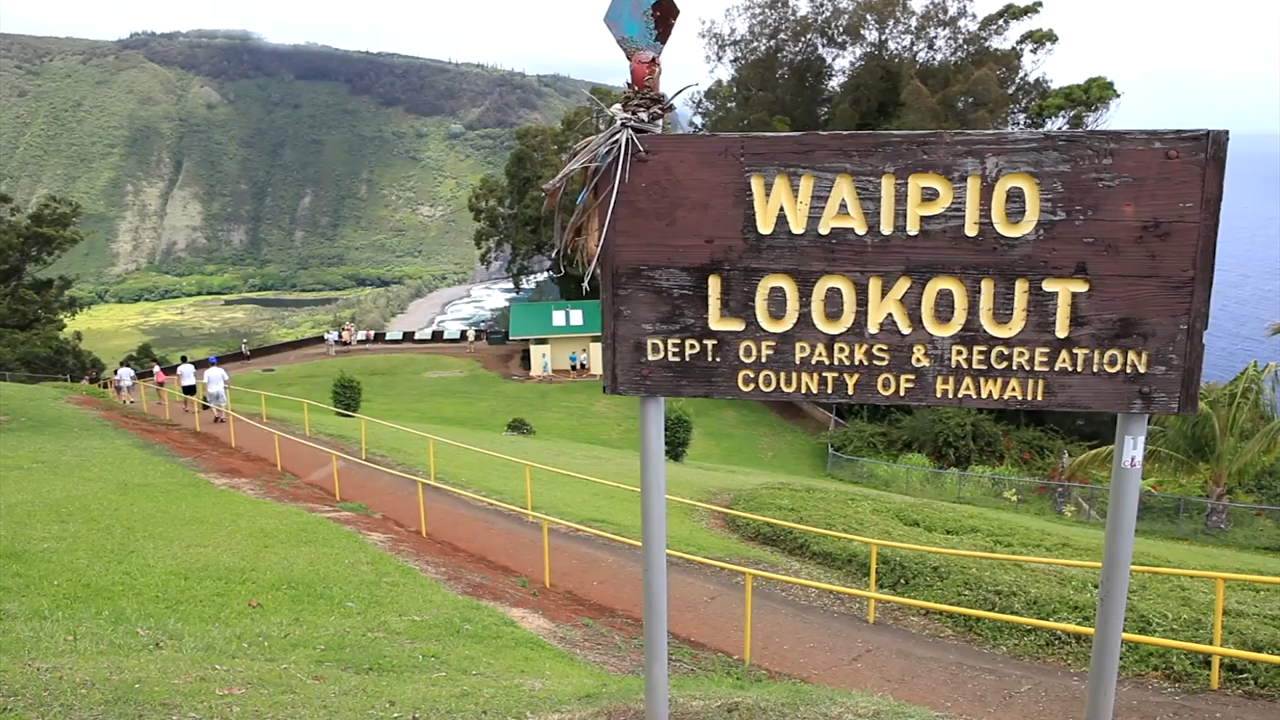 WAIPIO
LOOKOUT
DEPT. OF PARKS & RECREATION
COUNTY OF HAWAII